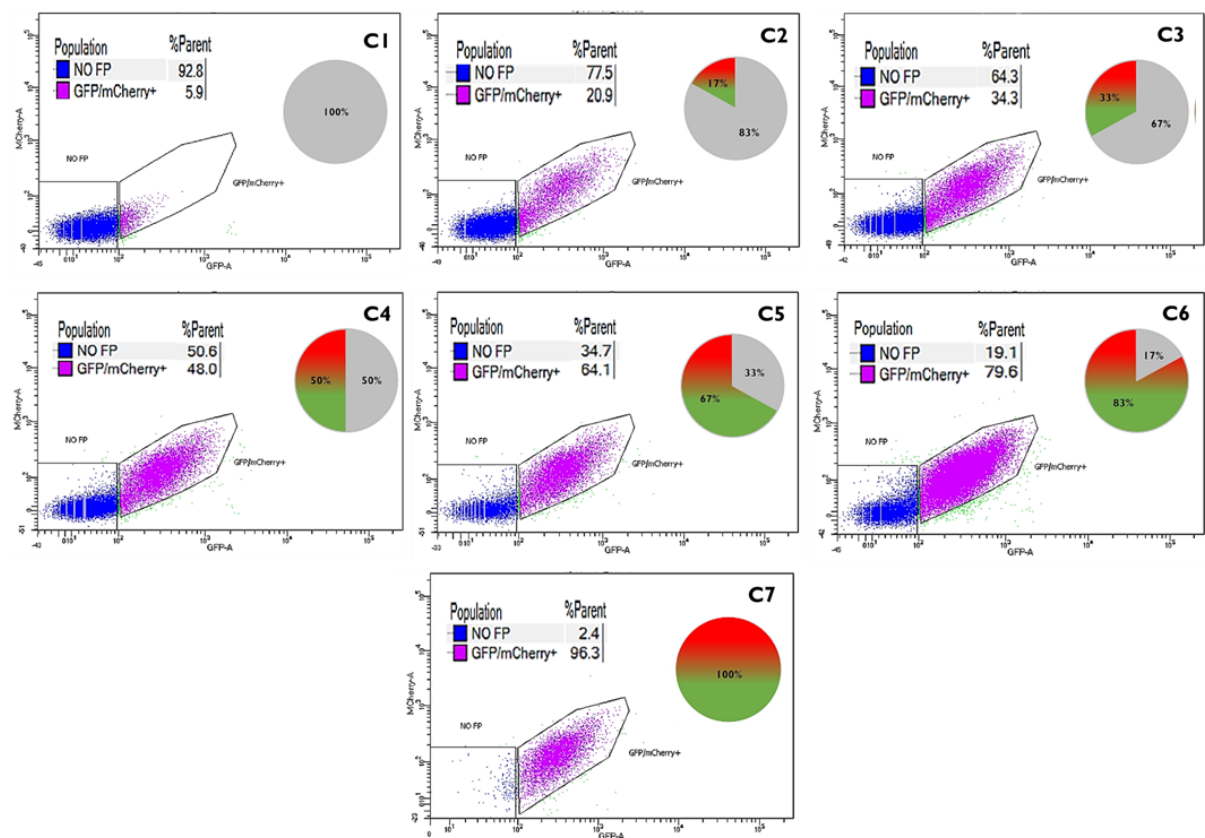 C1
Population %Parent
NO FP 92.8
GFP/mCherry+ 5.9
100%
NO FP
GFP/mCherry+
MCherry-A
GFP-A
C2
Population %Parent
NO FP 77.5
GFP/mCherry+ 20.9
17%
83%
NO FP
GFP/mCherry+
MCherry-A
GFP-A
C3
Population %Parent
NO FP 64.3
GFP/mCherry+ 34.3
33%
67%
NO FP
GFP/mCherry+
MCherry-A
GFP-A
C4
Population %Parent
NO FP 50.6
GFP/mCherry+ 48.0
50% 50%
NO FP
GFP/mCherry+
MCherry-A
GFP-A
C5
Population %Parent
NO FP 34.7
GFP/mCherry+ 64.1
33%
67%
NO FP
GFP/mCherry+
MCherry-A
GFP-A
C6
Population %Parent
NO FP 19.1
GFP/mCherry+ 79.6
17%
83%
NO FP
GFP/mCherry+
MCherry-A
GFP-A
C7
Population %Parent
NO FP 2.4
GFP/mCherry+ 96.3
100%
NO FP
GFP/mCherry+
MCherry-A
GFP-A